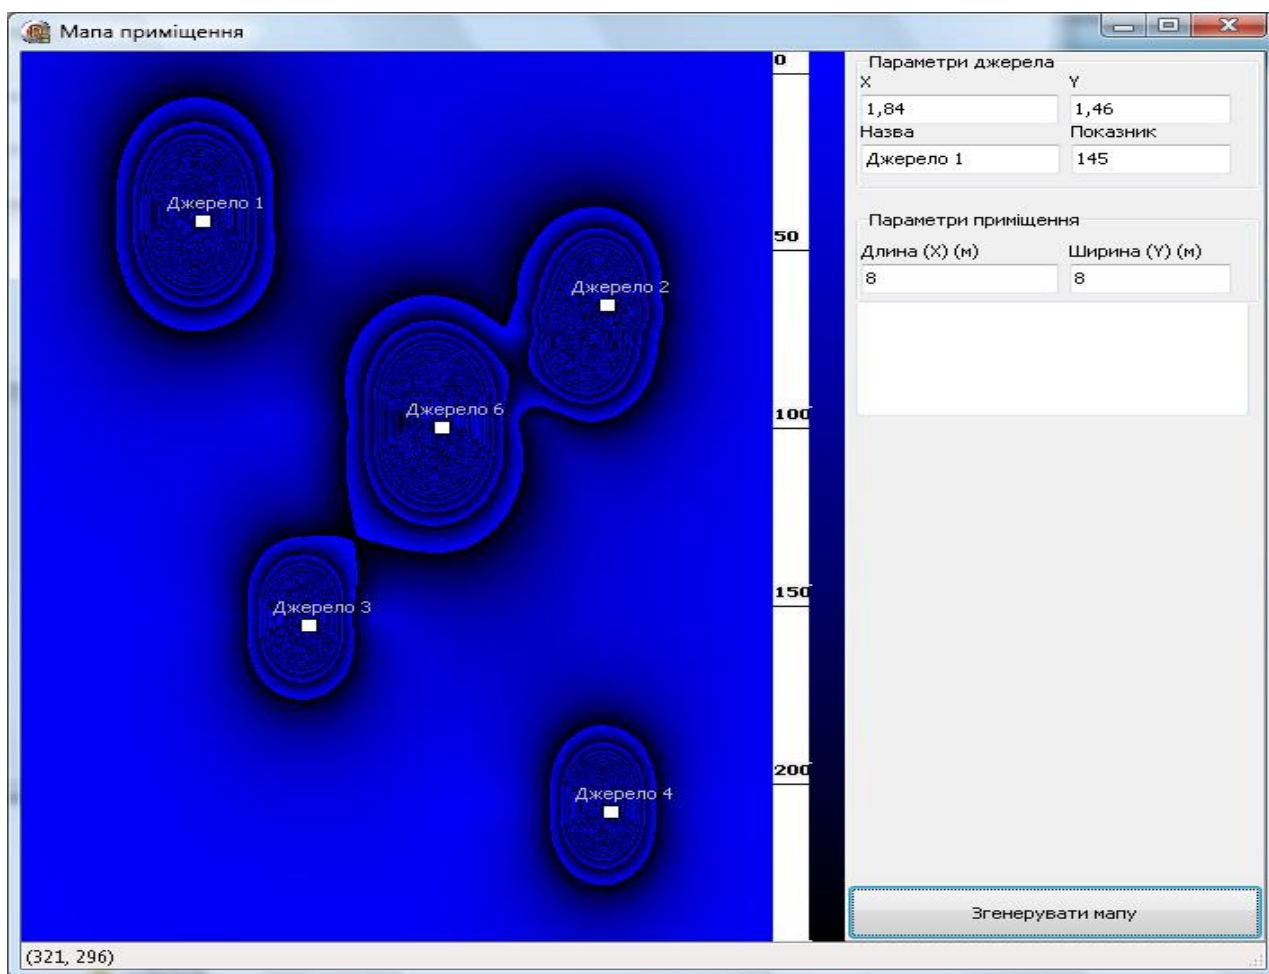 Мапа приміщення
Джерело 1
Джерело 2
Джерело 6
Джерело 3
Джерело 4
0
50
100
150
200
Параметри джерела
X Y
1,84 1,46
Назва Показник
Джерело 1 145
Параметри приміщення
Длина (X) (м) Ширина (Y) (м)
8 8
Згенерувати мапу
(321, 296)